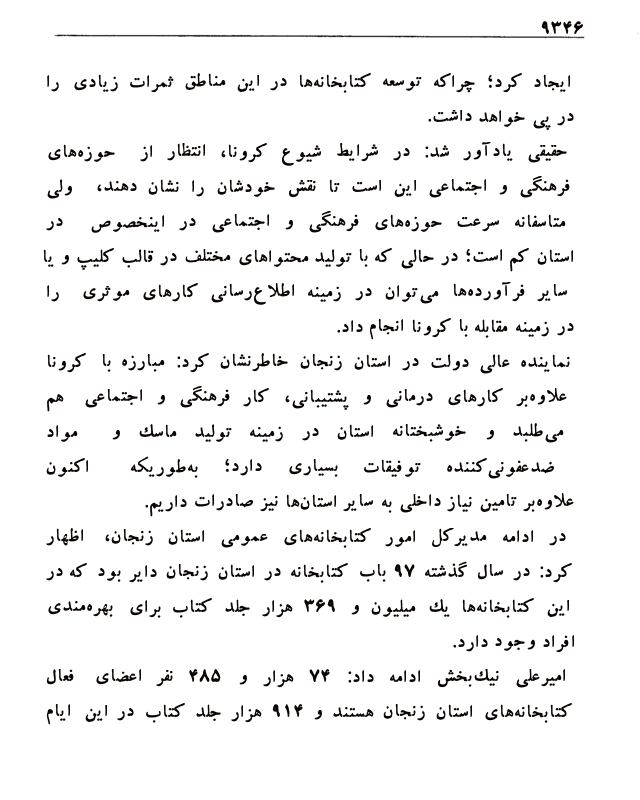 ۹۳۴۶
ایجاد کرد؛ چراکه توسعه کتابخانه‌ها در این مناطق ثمرات زیادی را
در پی خواهد داشت.
حقیقی یادآور شد: در شرایط شیوع کرونا، انتظار از حوزه‌های
فرهنگی و اجتماعی این است تا نقش خودشان را نشان دهند، ولی
متاسفانه سرعت حوزه‌های فرهنگی و اجتماعی در اینخصوص در
استان کم است؛ در حالی که با تولید محتواهای مختلف در قالب کلیپ و یا
سایر فرآورده‌ها می‌توان در زمینه اطلاع‌رسانی کارهای موثری را
در زمینه مقابله با کرونا انجام داد.
نماینده عالی دولت در استان زنجان خاطرنشان کرد: مبارزه با کرونا
علاوه‌بر کارهای درمانی و پشتیبانی، کار فرهنگی و اجتماعی هم
می‌طلبد و خوشبختانه استان در زمینه تولید ماسك و مواد
ضدعفونی‌کننده توفیقات بسیاری دارد؛ به‌طوریکه اکنون
علاوه‌بر تامین نیاز داخلی به سایر استان‌ها نیز صادرات داریم.
در ادامه مدیرکل امور کتابخانه‌های عمومی استان زنجان، اظهار
کرد: در سال گذشته ۹۷ باب کتابخانه در استان زنجان دایر بود که در
این کتابخانه‌ها یك میلیون و ۳۶۹ هزار جلد کتاب برای بهره‌مندی
افراد وجود دارد.
امیرعلی نیك‌بخش ادامه داد: ۷۴ هزار و ۴۸۵ نفر اعضای فعال
کتابخانه‌های استان زنجان هستند و ۹۱۴ هزار جلد کتاب در این ایام